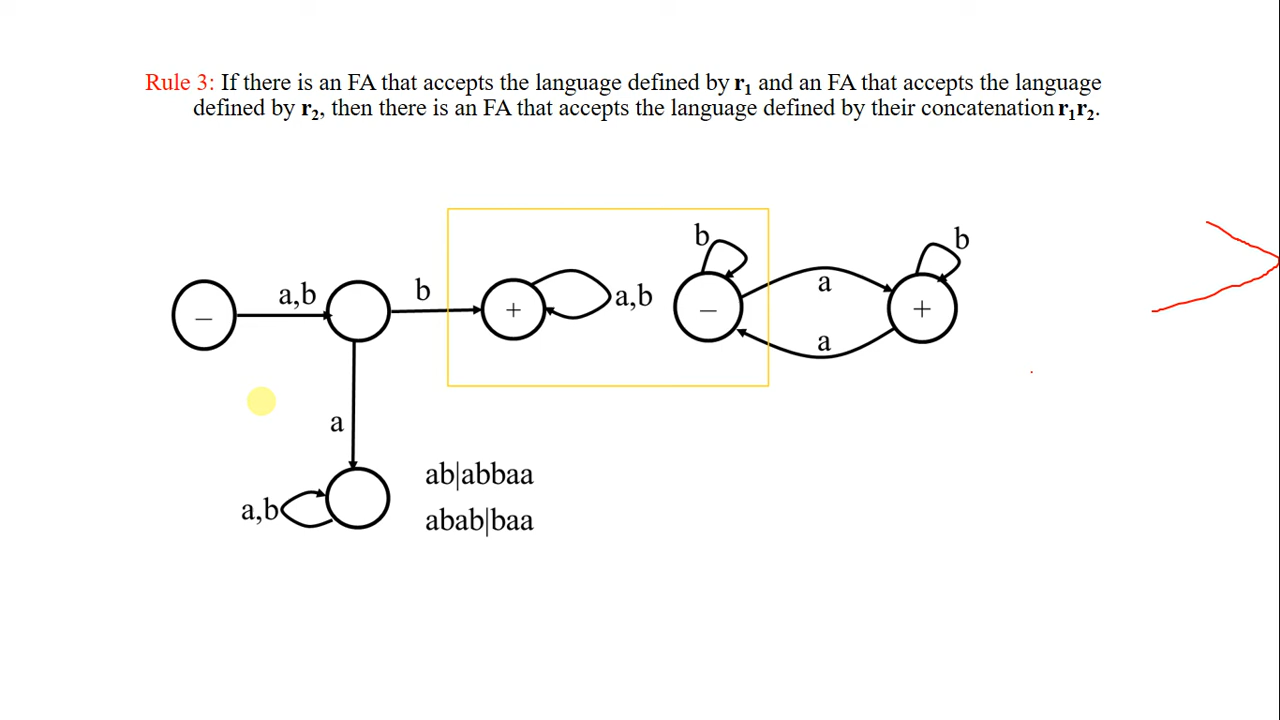 Rule 3: If there is an FA that accepts the language defined by r₁ and an FA that accepts the language
defined by r₂, then there is an FA that accepts the language defined by their concatenation r₁r₂.
b
b
a,b
b
a
−
+
a,b
−
+
a
a
a,b
ab|abbaa
abab|baa